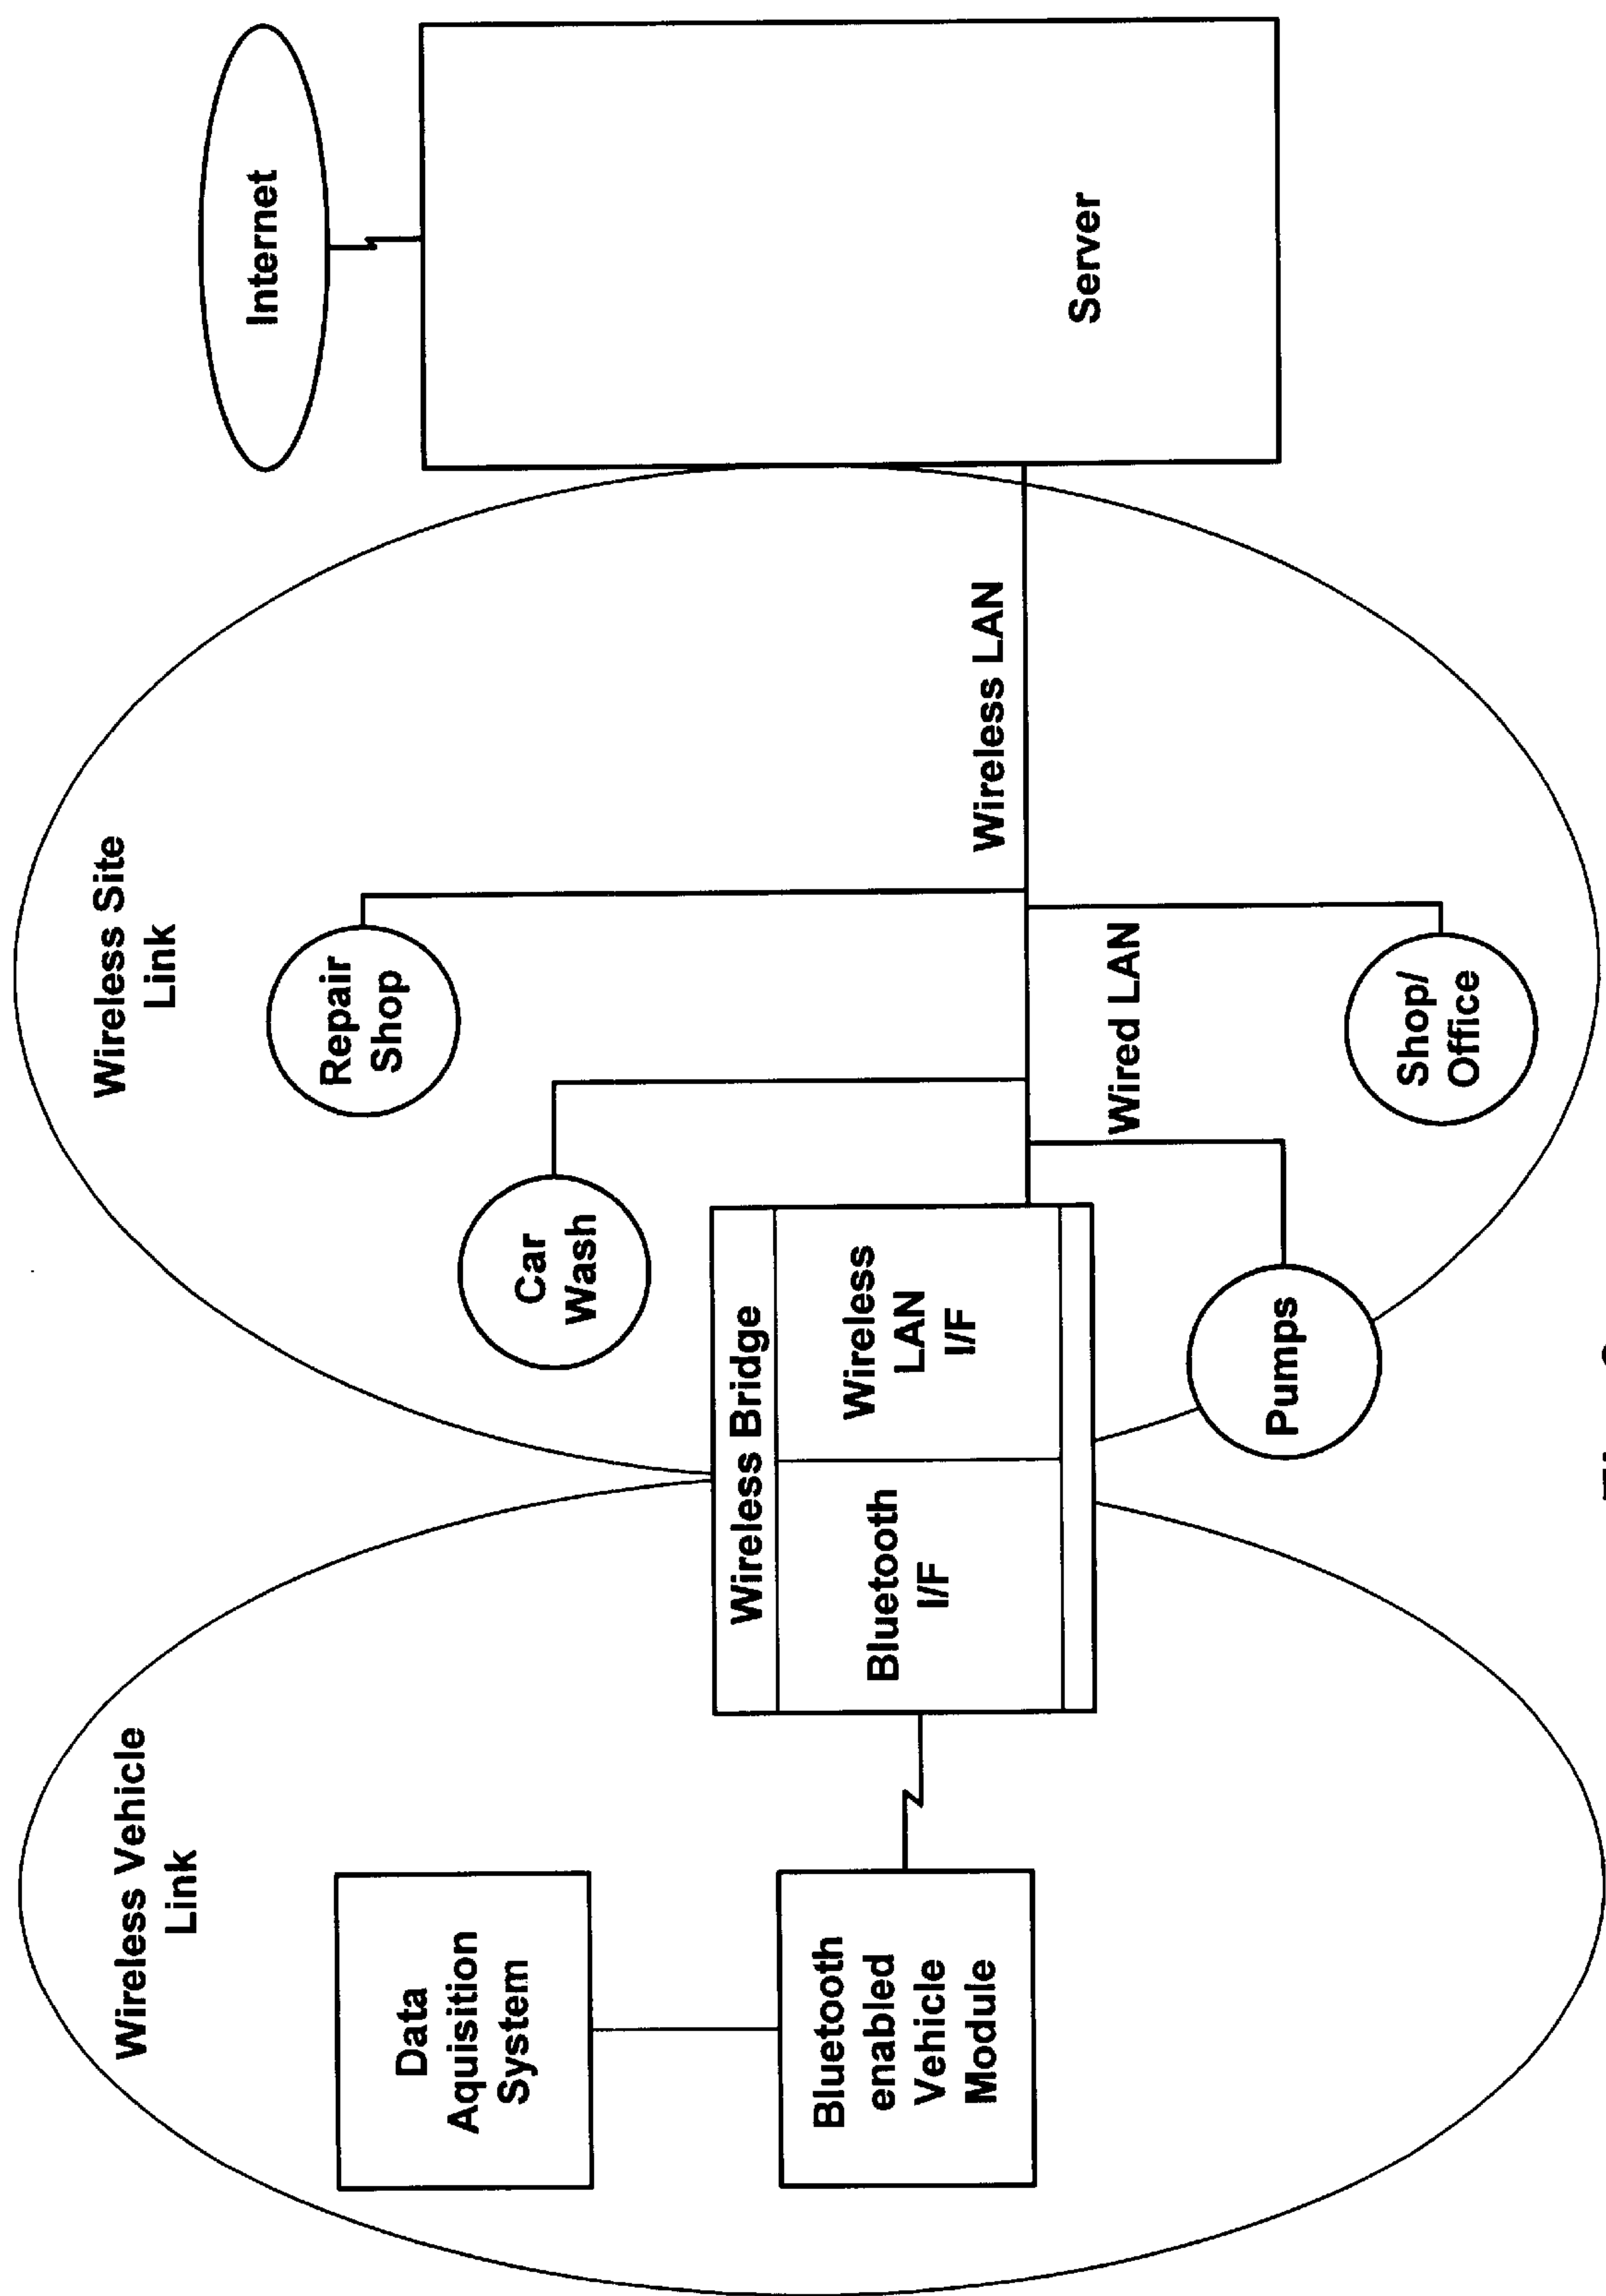 Wireless Vehicle
Link
Data
Aquisition
System
Bluetooth
enabled
Vehicle
Module
Wireless Bridge
Bluetooth
I/F
Wireless
LAN
I/F
Wireless Site
Link
Car
Wash
Repair
Shop
Pumps
Wired LAN
Shop/
Office
Wireless LAN
Internet
Server